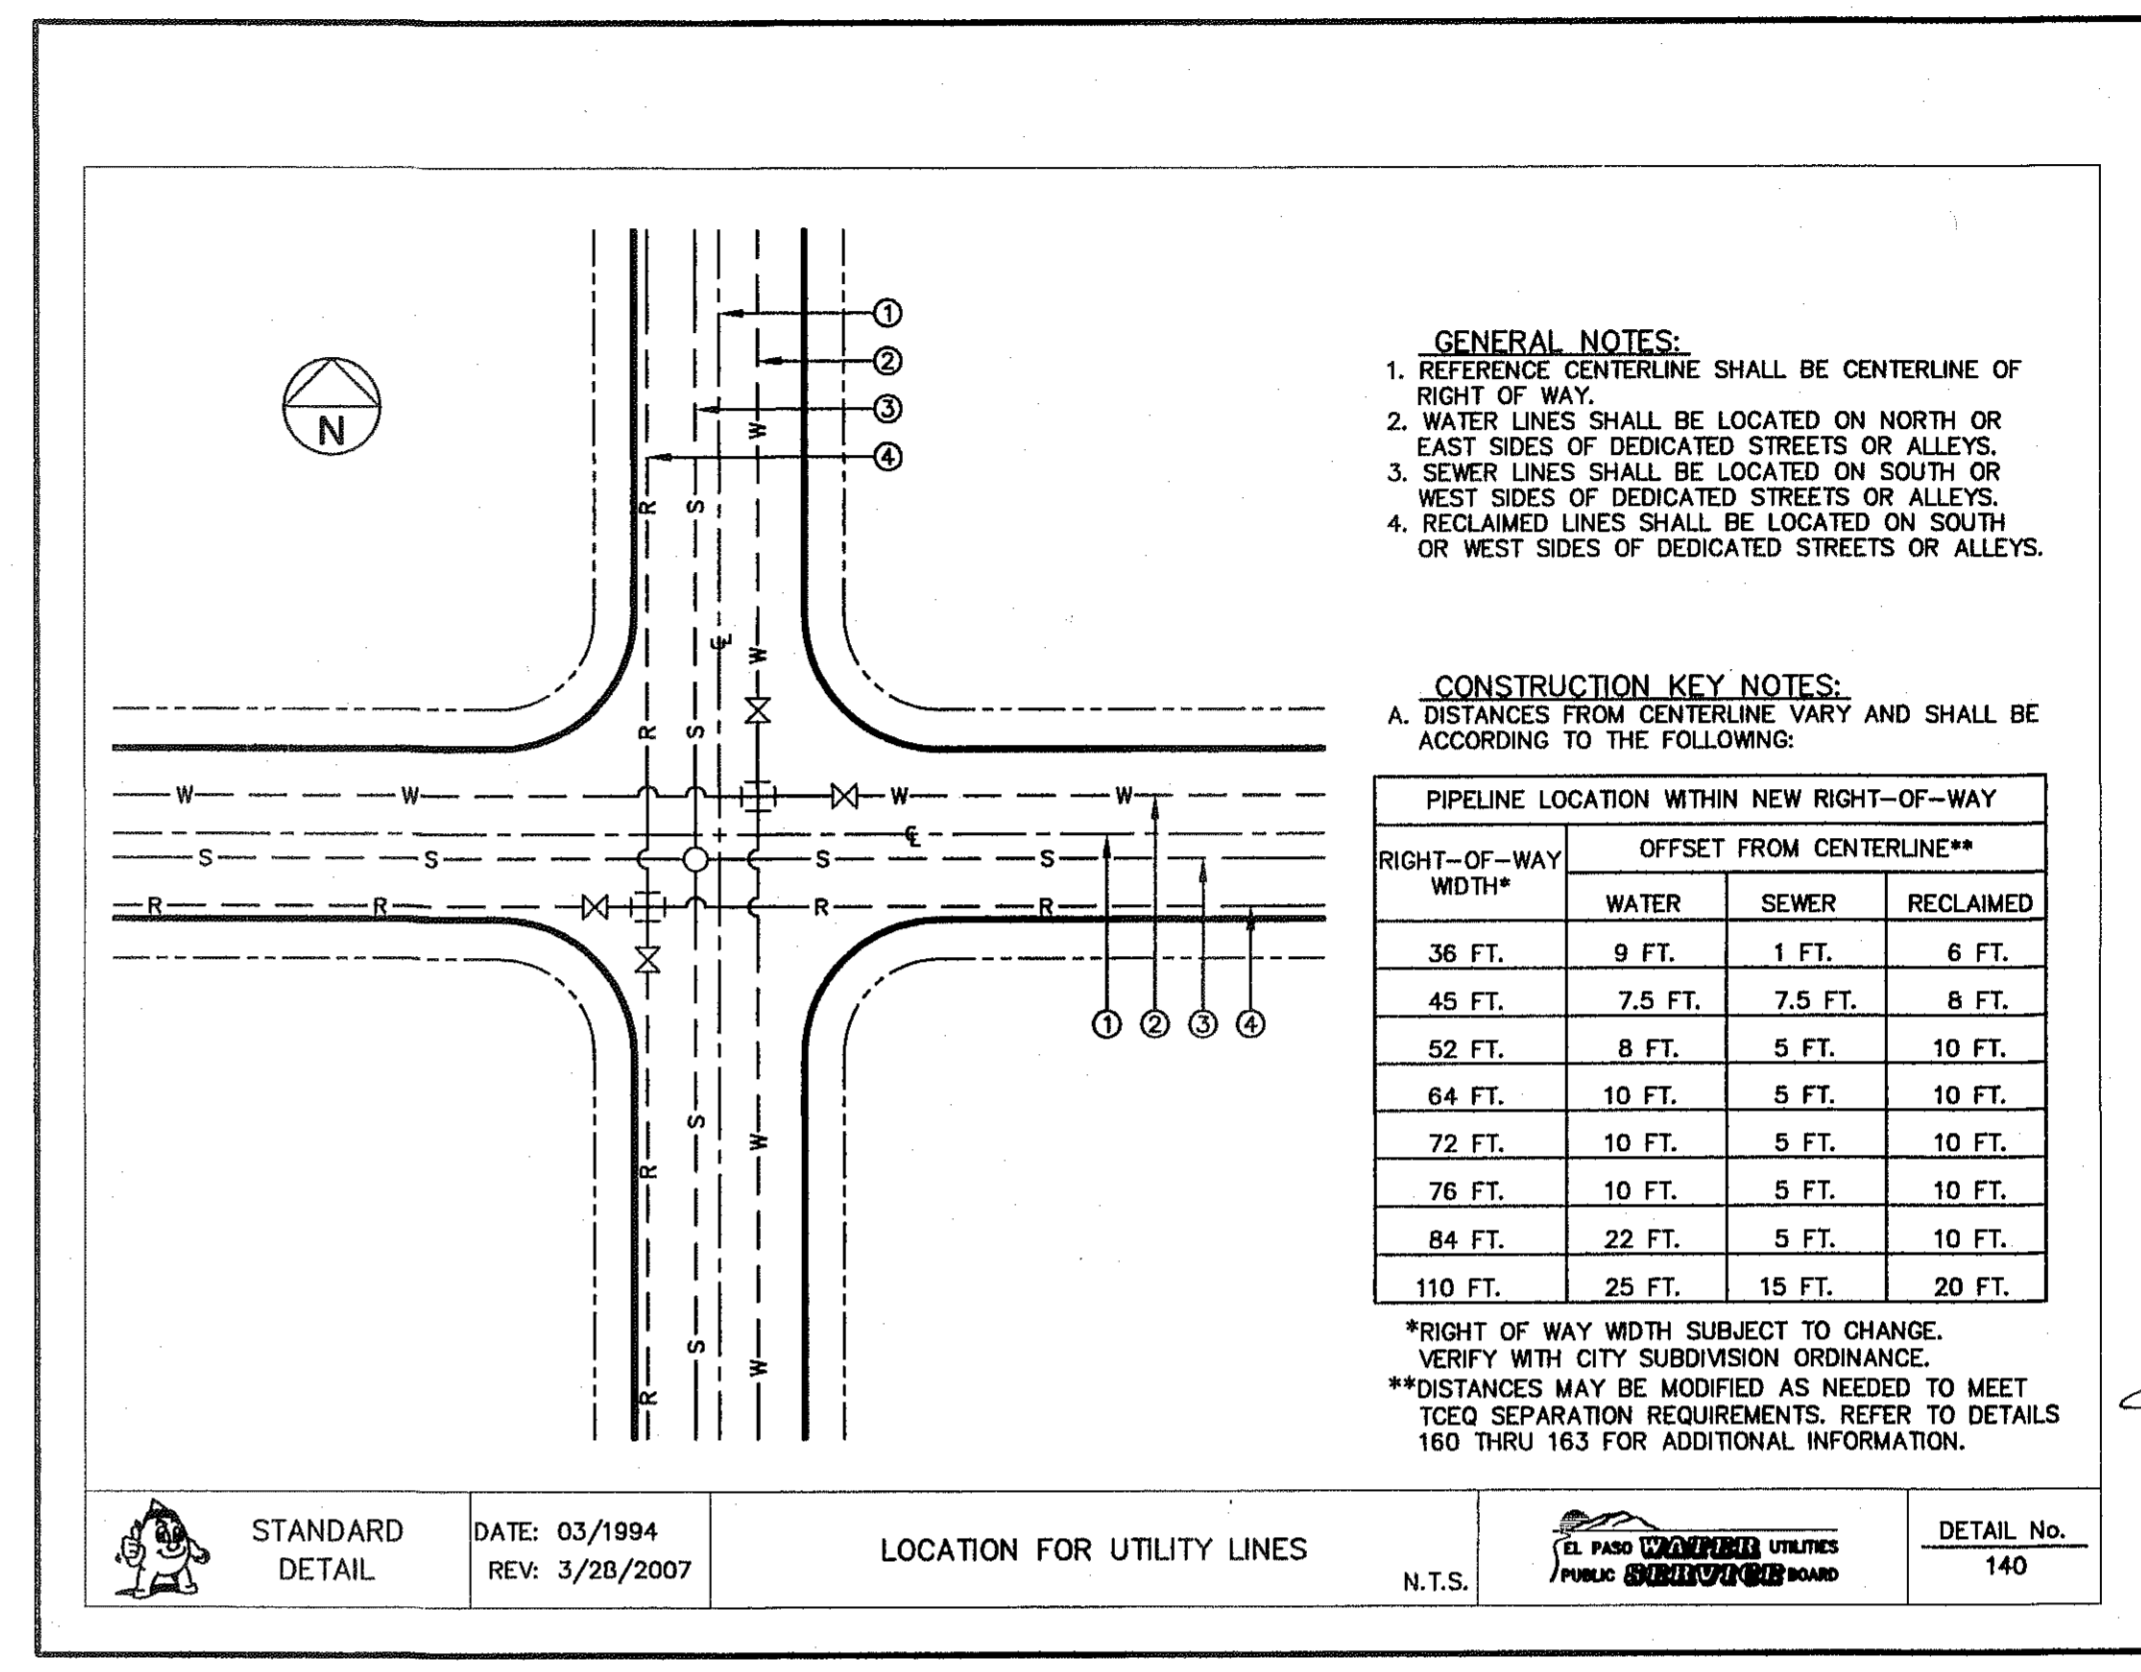 1
2
3
4
N
R S W
C L
W
R S
W W W W
C L
S S S S
R R R R
1 2 3 4
S
W
R
S
W
R
GENERAL NOTES:
1. REFERENCE CENTERLINE SHALL BE CENTERLINE OF
RIGHT OF WAY.
2. WATER LINES SHALL BE LOCATED ON NORTH OR
EAST SIDES OF DEDICATED STREETS OR ALLEYS.
3. SEWER LINES SHALL BE LOCATED ON SOUTH OR
WEST SIDES OF DEDICATED STREETS OR ALLEYS.
4. RECLAIMED LINES SHALL BE LOCATED ON SOUTH
OR WEST SIDES OF DEDICATED STREETS OR ALLEYS.
CONSTRUCTION KEY NOTES:
A. DISTANCES FROM CENTERLINE VARY AND SHALL BE
ACCORDING TO THE FOLLOWING:
PIPELINE LOCATION WITHIN NEW RIGHT-OF-WAY
RIGHT-OF-WAY
WIDTH*
OFFSET FROM CENTERLINE**
WATER SEWER RECLAIMED
36 FT. 9 FT. 1 FT. 6 FT.
45 FT. 7.5 FT. 7.5 FT. 8 FT.
52 FT. 8 FT. 5 FT. 10 FT.
64 FT. 10 FT. 5 FT. 10 FT.
72 FT. 10 FT. 5 FT. 10 FT.
76 FT. 10 FT. 5 FT. 10 FT.
84 FT. 22 FT. 5 FT. 10 FT.
110 FT. 25 FT. 15 FT. 20 FT.
*RIGHT OF WAY WIDTH SUBJECT TO CHANGE.
VERIFY WITH CITY SUBDIVISION ORDINANCE.
**DISTANCES MAY BE MODIFIED AS NEEDED TO MEET
TCEQ SEPARATION REQUIREMENTS. REFER TO DETAILS
160 THRU 163 FOR ADDITIONAL INFORMATION.
STANDARD
DETAIL
DATE: 03/1994
REV: 3/28/2007
LOCATION FOR UTILITY LINES
N.T.S.
EL PASO WATER UTILITIES
PUBLIC SERVICE BOARD
DETAIL No.
140